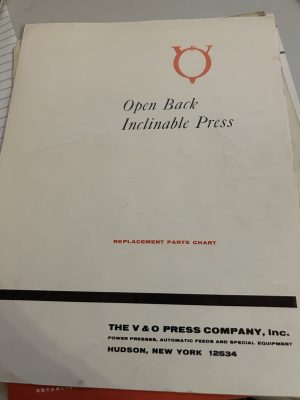 Open Back
Inclinable Press
REPLACEMENT PARTS CHART
THE V & O PRESS COMPANY, Inc.
POWER PRESSES, AUTOMATIC FEEDS AND SPECIAL EQUIPMENT
HUDSON, NEW YORK 12534